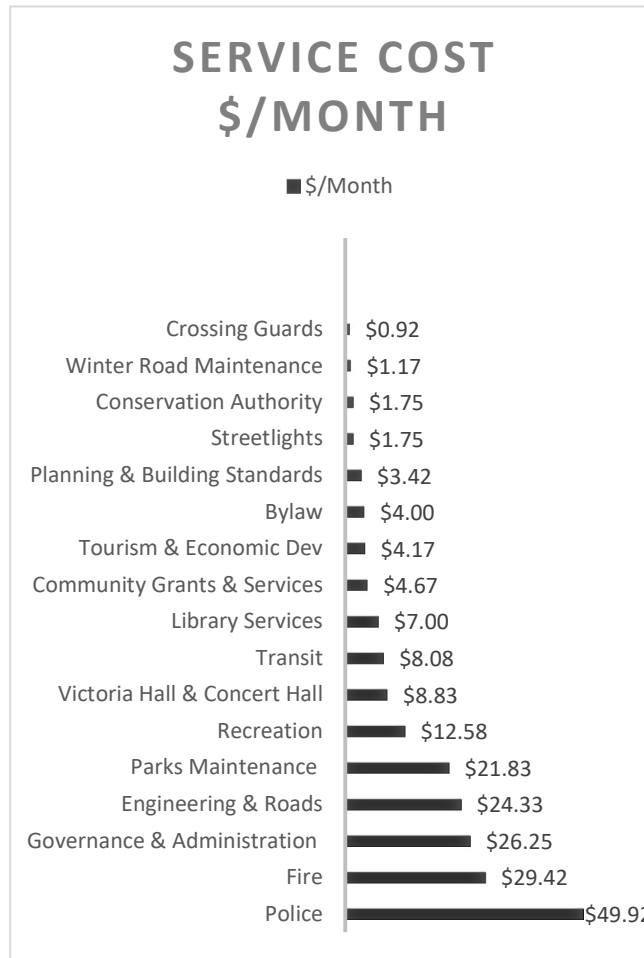 SERVICE COST
$/MONTH
$/Month
Crossing Guards $0.92
Winter Road Maintenance $1.17
Conservation Authority $1.75
Streetlights $1.75
Planning & Building Standards $3.42
Bylaw $4.00
Tourism & Economic Dev $4.17
Community Grants & Services $4.67
Library Services $7.00
Transit $8.08
Victoria Hall & Concert Hall $8.83
Recreation $12.58
Parks Maintenance $21.83
Engineering & Roads $24.33
Governance & Administration $26.25
Fire $29.42
Police $49.92